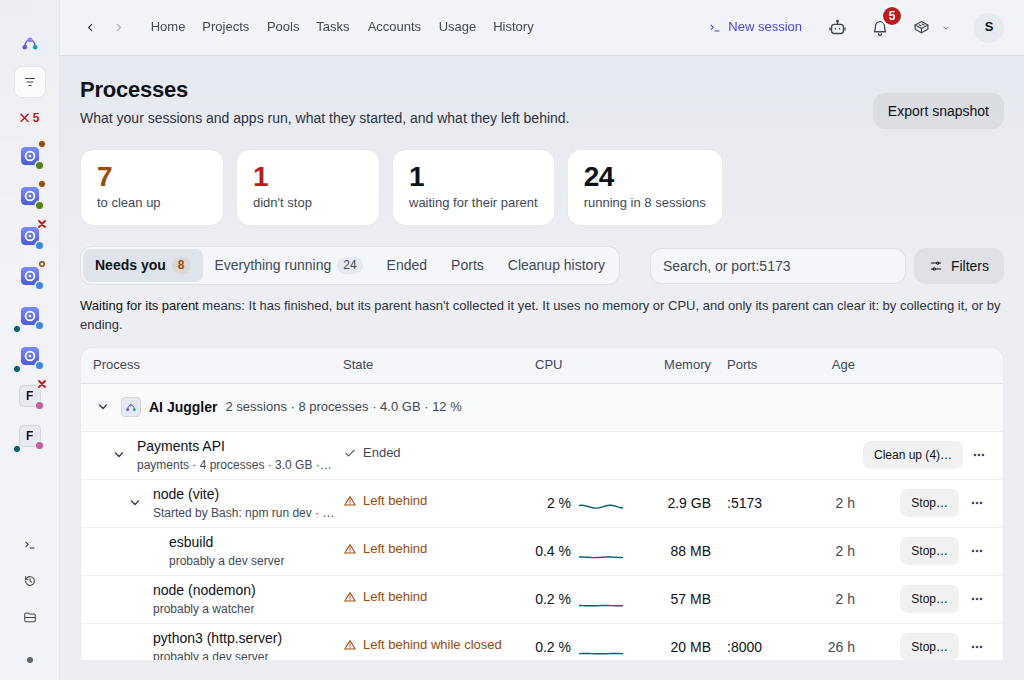 Home Projects Pools Tasks Accounts Usage History New session 5 S
5
Processes
What your sessions and apps run, what they started, and what they left behind.
Export snapshot
7
to clean up
1
didn't stop
1
waiting for their parent
24
running in 8 sessions
Needs you 8 Everything running 24 Ended Ports Cleanup history
Search, or port:5173
Filters
Waiting for its parent means: It has finished, but its parent hasn't collected it yet. It uses no memory or CPU, and only its parent can clear it: by collecting it, or by
ending.
Process State CPU Memory Ports Age
AI Juggler 2 sessions · 8 processes · 4.0 GB · 12 %
Payments API
payments · 4 processes · 3.0 GB ·…
Ended
Clean up (4)…
node (vite)
Started by Bash: npm run dev · …
Left behind 2 % 2.9 GB :5173 2 h Stop…
esbuild
probably a dev server
Left behind 0.4 % 88 MB 2 h Stop…
node (nodemon)
probably a watcher
Left behind 0.2 % 57 MB 2 h Stop…
python3 (http.server)
probably a dev server
Left behind while closed 0.2 % 20 MB :8000 26 h Stop…
F
F